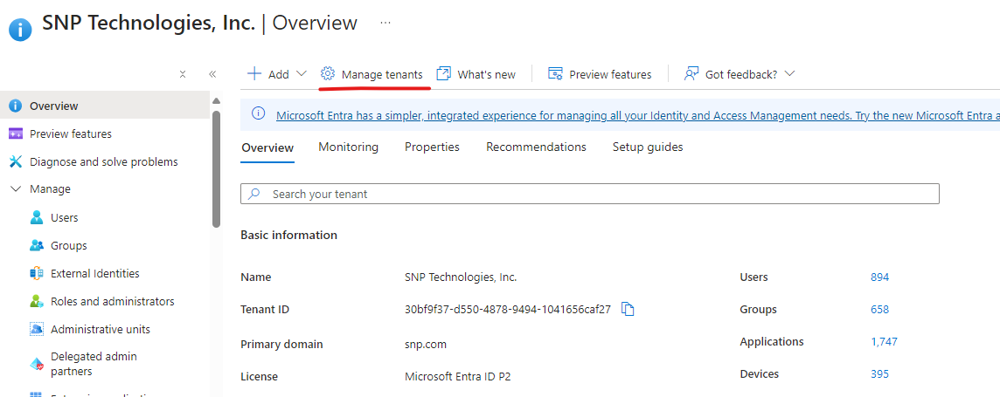 SNP Technologies, Inc. | Overview ...
Add Manage tenants What's new Preview features Got feedback?
Overview
Preview features
Diagnose and solve problems
Manage
Users
Groups
External Identities
Roles and administrators
Administrative units
Delegated admin
partners
Microsoft Entra has a simpler, integrated experience for managing all your Identity and Access Management needs. Try the new Microsoft Entra a
Overview Monitoring Properties Recommendations Setup guides
Search your tenant
Basic information
Name SNP Technologies, Inc. Users 894
Tenant ID 30bf9f37-d550-4878-9494-1041656caf27 Groups 658
Primary domain snp.com Applications 1,747
License Microsoft Entra ID P2 Devices 395